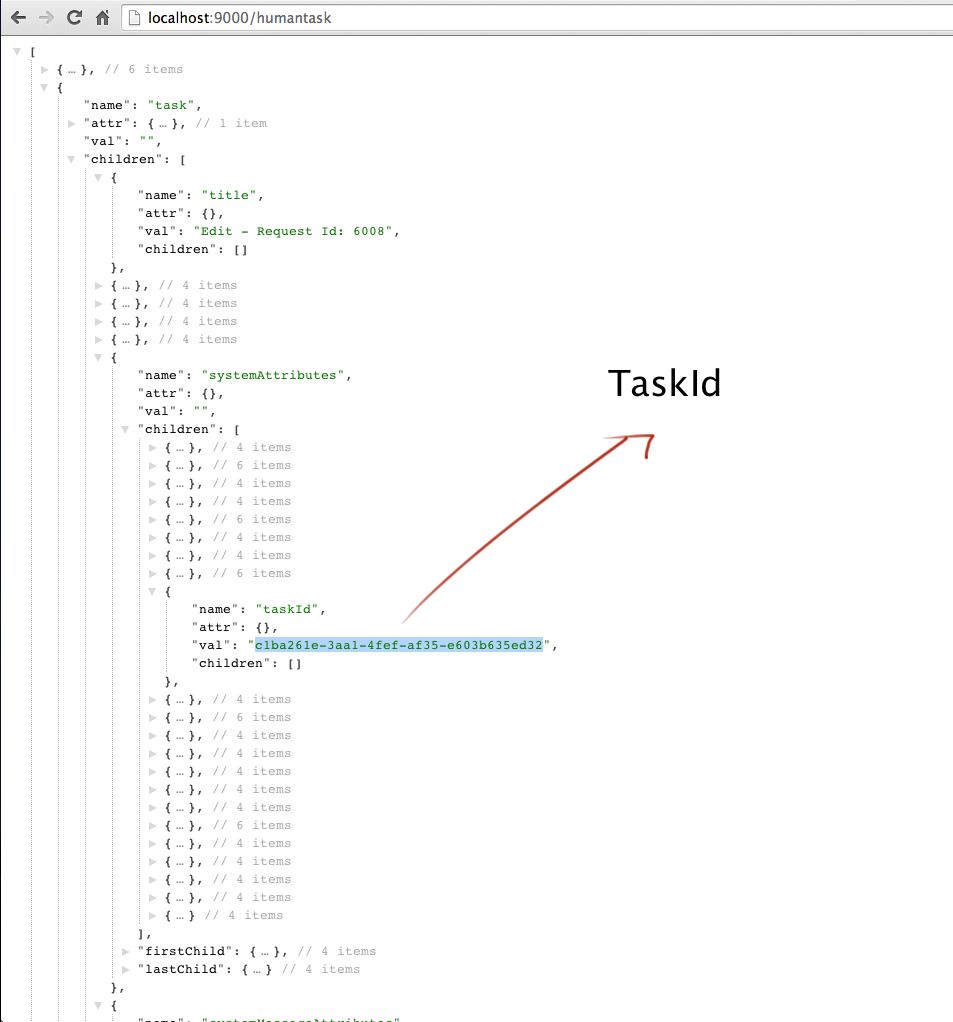 localhost:9000/humantask
[
{ … }, // 6 items
{
"name": "task",
"attr": { … }, // 1 item
"val": "",
"children": [
{
"name": "title",
"attr": {},
"val": "Edit - Request Id: 6008",
"children": []
},
{ … }, // 4 items
{ … }, // 4 items
{ … }, // 4 items
{ … }, // 4 items
{
"name": "systemAttributes",
TaskId
"attr": {},
"val": "",
"children": [
{ … }, // 4 items
{ … }, // 6 items
{ … }, // 4 items
{ … }, // 4 items
{ … }, // 6 items
{ … }, // 4 items
{ … }, // 4 items
{ … }, // 6 items
{
"name": "taskId",
"attr": {},
"val": "c1ba261e-3aa1-4fef-af35-e603b635ed32",
"children": []
},
{ … }, // 4 items
{ … }, // 6 items
{ … }, // 4 items
{ … }, // 4 items
{ … }, // 4 items
{ … }, // 4 items
{ … }, // 4 items
{ … }, // 6 items
{ … }, // 4 items
{ … }, // 4 items
{ … }, // 4 items
{ … }, // 4 items
{ … } // 4 items
],
"firstChild": { … }, // 4 items
"lastChild": { … } // 4 items
},
{
"name": "systemMessageAttributes",